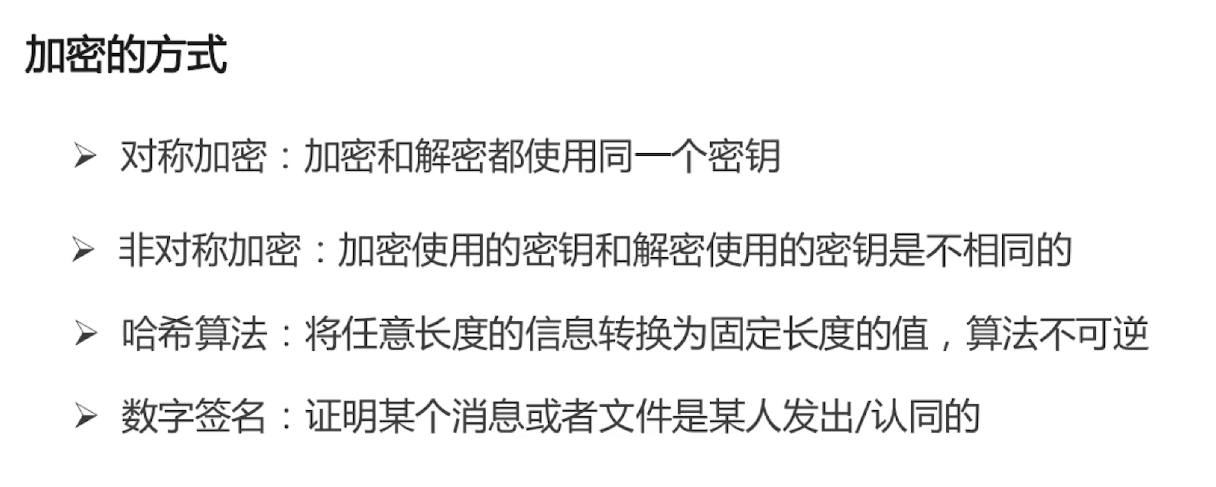 加密的方式
➢ 对称加密：加密和解密都使用同一个密钥
➢ 非对称加密：加密使用的密钥和解密使用的密钥是不相同的
➢ 哈希算法：将任意长度的信息转换为固定长度的值，算法不可逆
➢ 数字签名：证明某个消息或者文件是某人发出/认同的